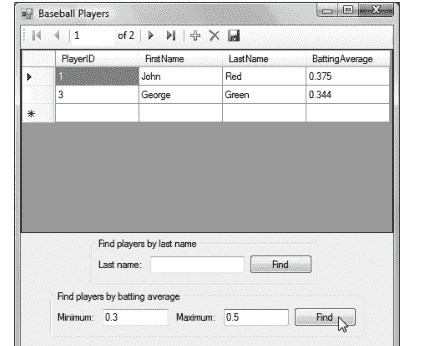 Baseball Players
1 of 2
PlayerID FirstName LastName BattingAverage
1 John Red 0.375
3 George Green 0.344
Find players by last name
Last name: Find
Find players by batting average
Minimum: 0.3 Maximum: 0.5 Find